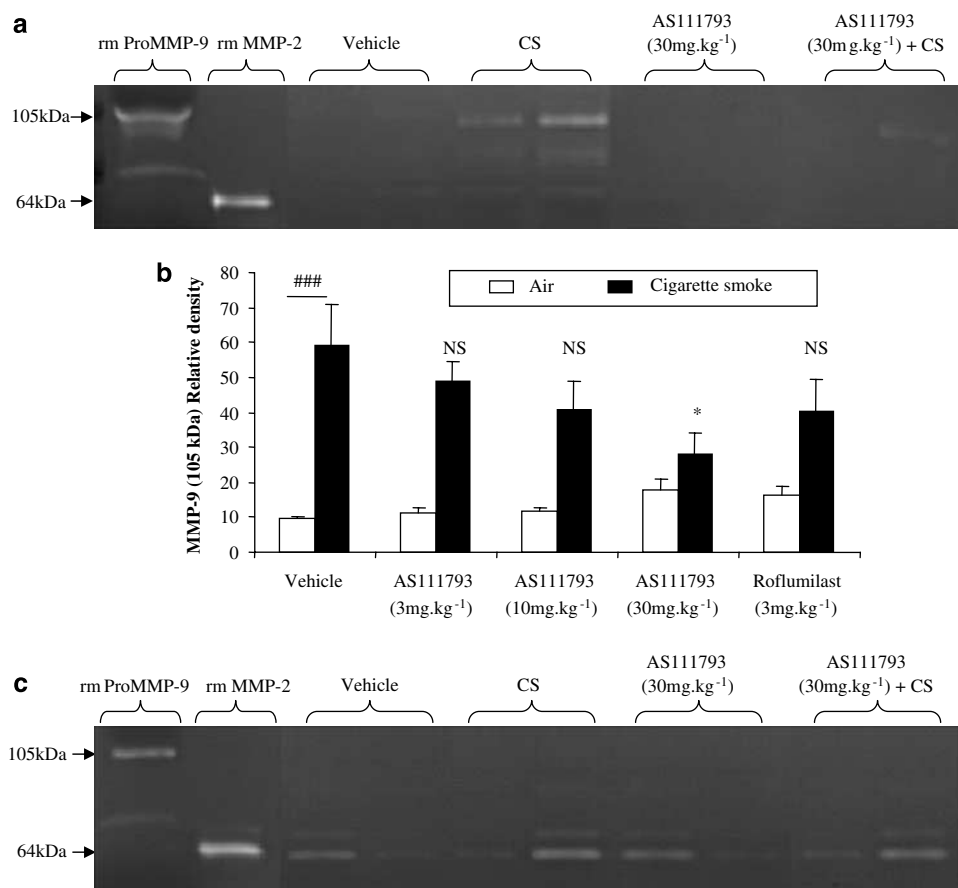 a
rm ProMMP-9 rm MMP-2 Vehicle CS AS111793 (30mg.kg⁻¹) AS111793 (30mg.kg⁻¹) + CS
105kDa
64kDa
b
MMP-9 (105 kDa) Relative density
80
70
60
50
40
30
20
10
0
Air Cigarette smoke
###
NS
NS
*
NS
Vehicle AS111793 (3mg.kg⁻¹) AS111793 (10mg.kg⁻¹) AS111793 (30mg.kg⁻¹) Roflumilast (3mg.kg⁻¹)
c
rm ProMMP-9 rm MMP-2 Vehicle CS AS111793 (30mg.kg⁻¹) AS111793 (30mg.kg⁻¹) + CS
105kDa
64kDa